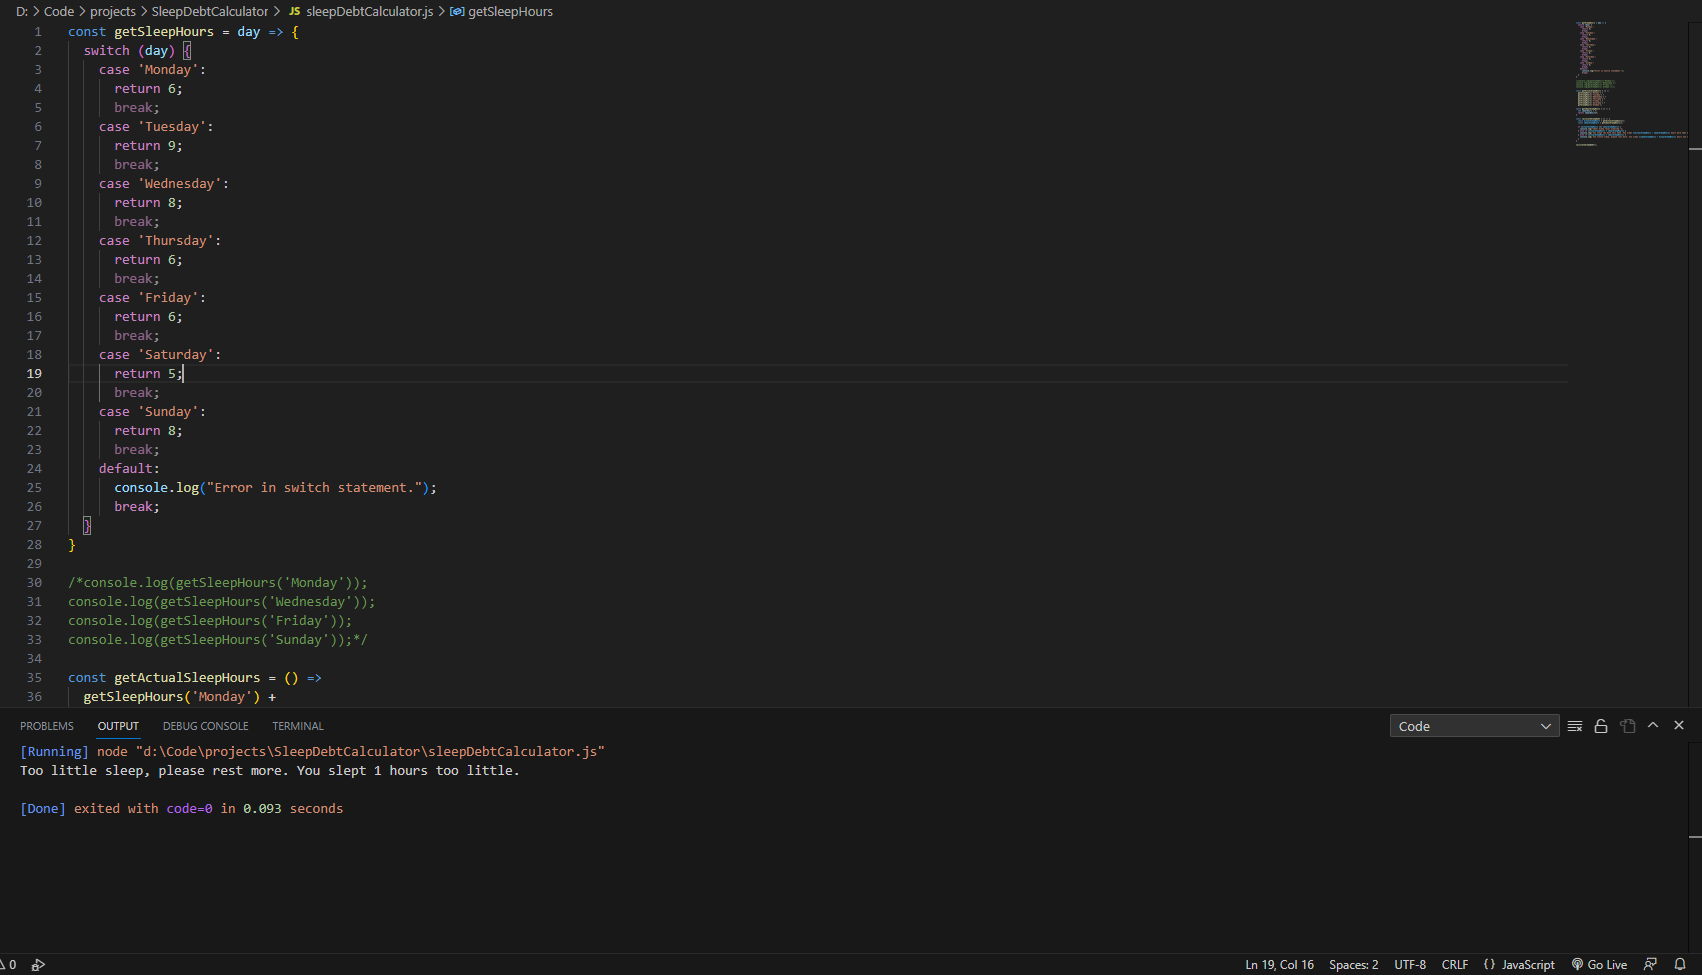 D: > Code > projects > SleepDebtCalculator > JS sleepDebtCalculator.js > getSleepHours
1 const getSleepHours = day => {
2 switch (day) {
3 case 'Monday':
4 return 6;
5 break;
6 case 'Tuesday':
7 return 9;
8 break;
9 case 'Wednesday':
10 return 8;
11 break;
12 case 'Thursday':
13 return 6;
14 break;
15 case 'Friday':
16 return 6;
17 break;
18 case 'Saturday':
19 return 5;
20 break;
21 case 'Sunday':
22 return 8;
23 break;
24 default:
25 console.log("Error in switch statement.");
26 break;
27 }
28 }
29
30 /*console.log(getSleepHours('Monday'));
31 console.log(getSleepHours('Wednesday'));
32 console.log(getSleepHours('Friday'));
33 console.log(getSleepHours('Sunday'));*/
34
35 const getActualSleepHours = () =>
36 getSleepHours('Monday') +
PROBLEMS OUTPUT DEBUG CONSOLE TERMINAL Code
[Running] node "d:\Code\projects\SleepDebtCalculator\sleepDebtCalculator.js"
Too little sleep, please rest more. You slept 1 hours too little.
[Done] exited with code=0 in 0.093 seconds
0 Ln 19, Col 16 Spaces: 2 UTF-8 CRLF {} JavaScript Go Live